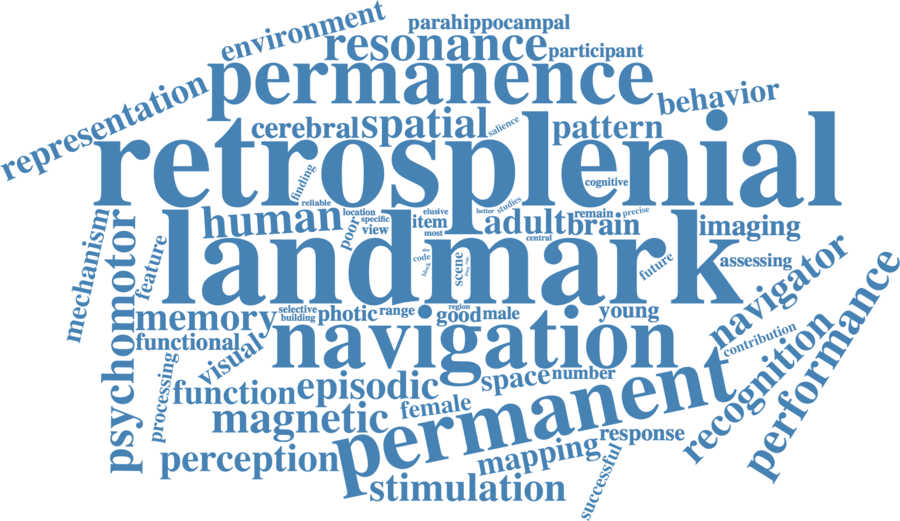 environment
parahippocampal
resonance
participant
permanence
representation
behavior
cerebral
spatial
salience
pattern
retrosplenial
finding
cognitive
reliable
human
location
specific
view
poor
elusive
item
most
better
studies
adult
central
remain
precise
brain
imaging
mechanism
psychomotor
feature
landmark
the
code
block
scene
future
assessing
navigator
memory
selective
building
photic
range
region
good
male
young
functional
visual
navigation
contribution
performance
processing
function
episodic
space
number
recognition
magnetic
female
permanent
perception
mapping
response
successful
stimulation